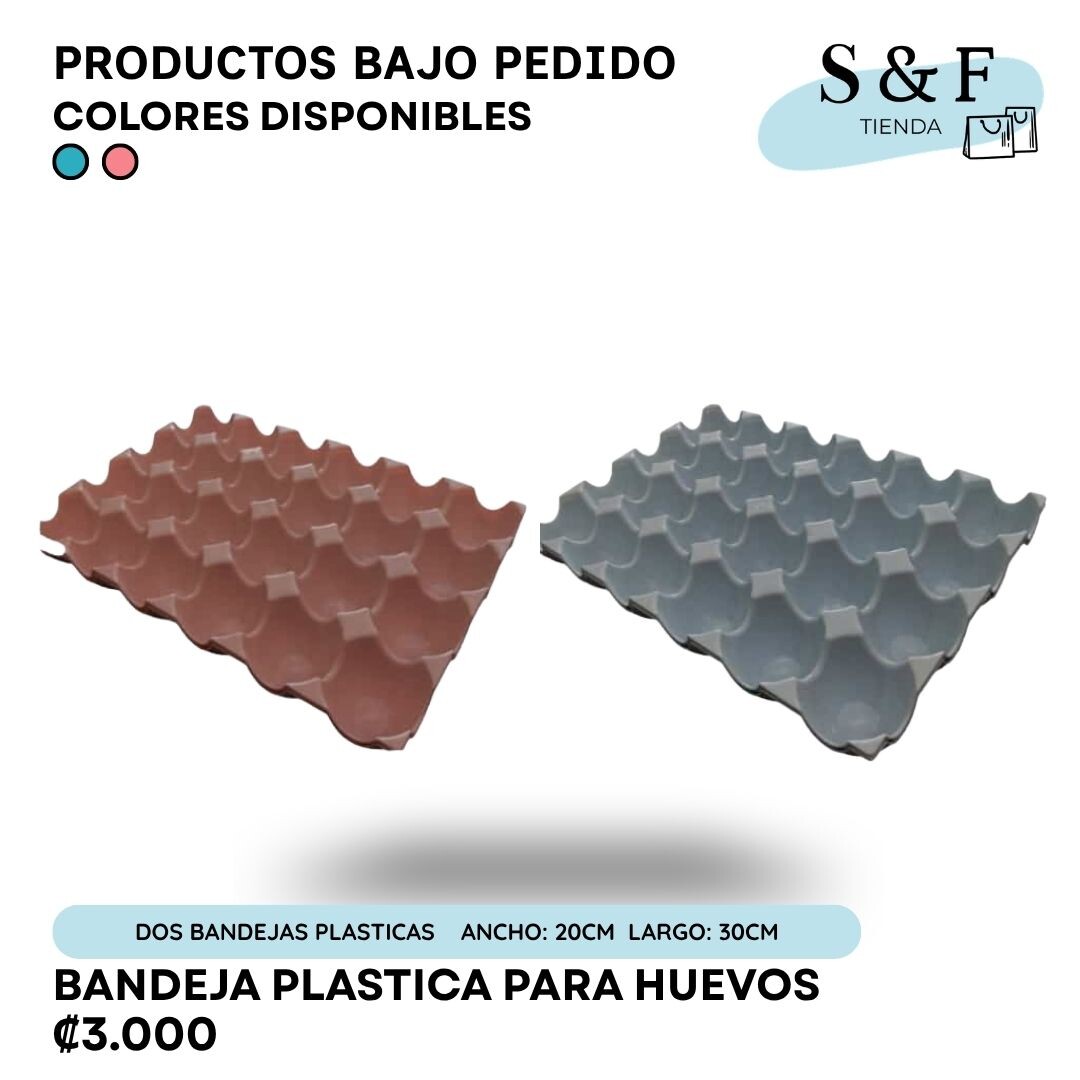 PRODUCTOS BAJO PEDIDO
COLORES DISPONIBLES
S & F
TIENDA
DOS BANDEJAS PLASTICAS ANCHO: 20CM LARGO: 30CM
BANDEJA PLASTICA PARA HUEVOS
₡3.000